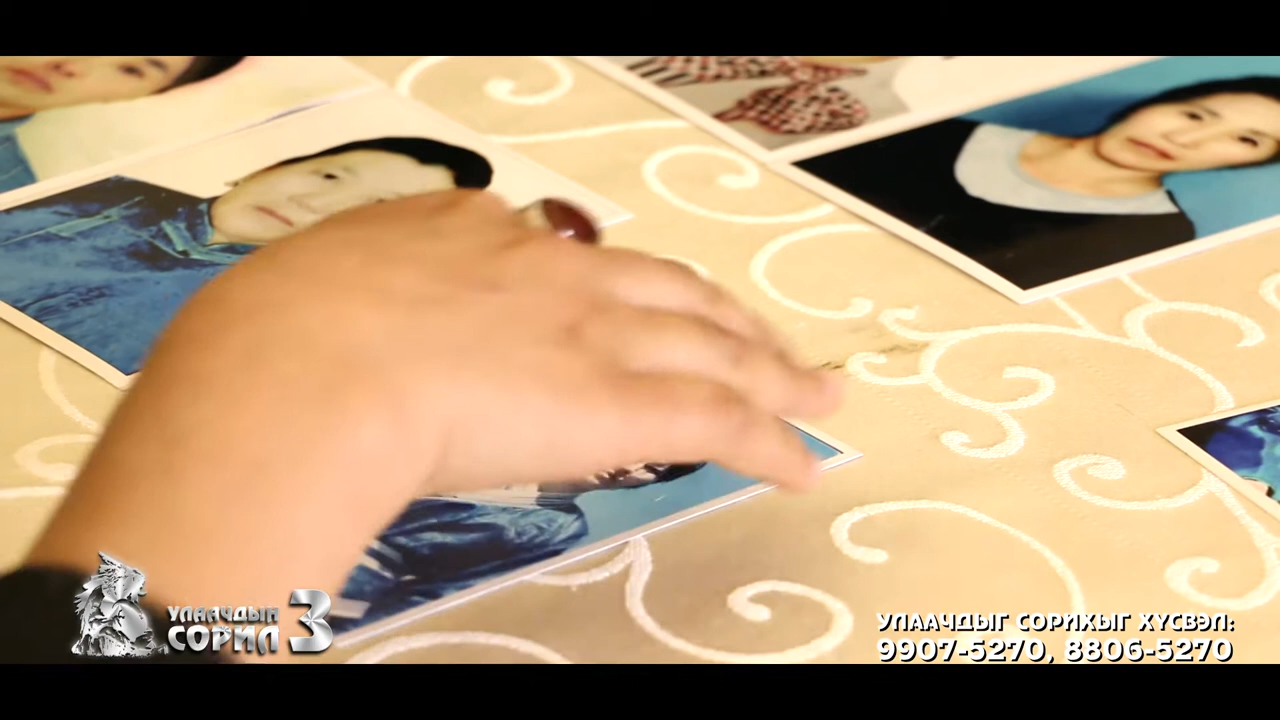 УЛААЧДЫН
СОРИЛ 3
УЛААЧДЫГ СОРИХЫГ ХҮСВЭЛ:
9907-5270, 8806-5270